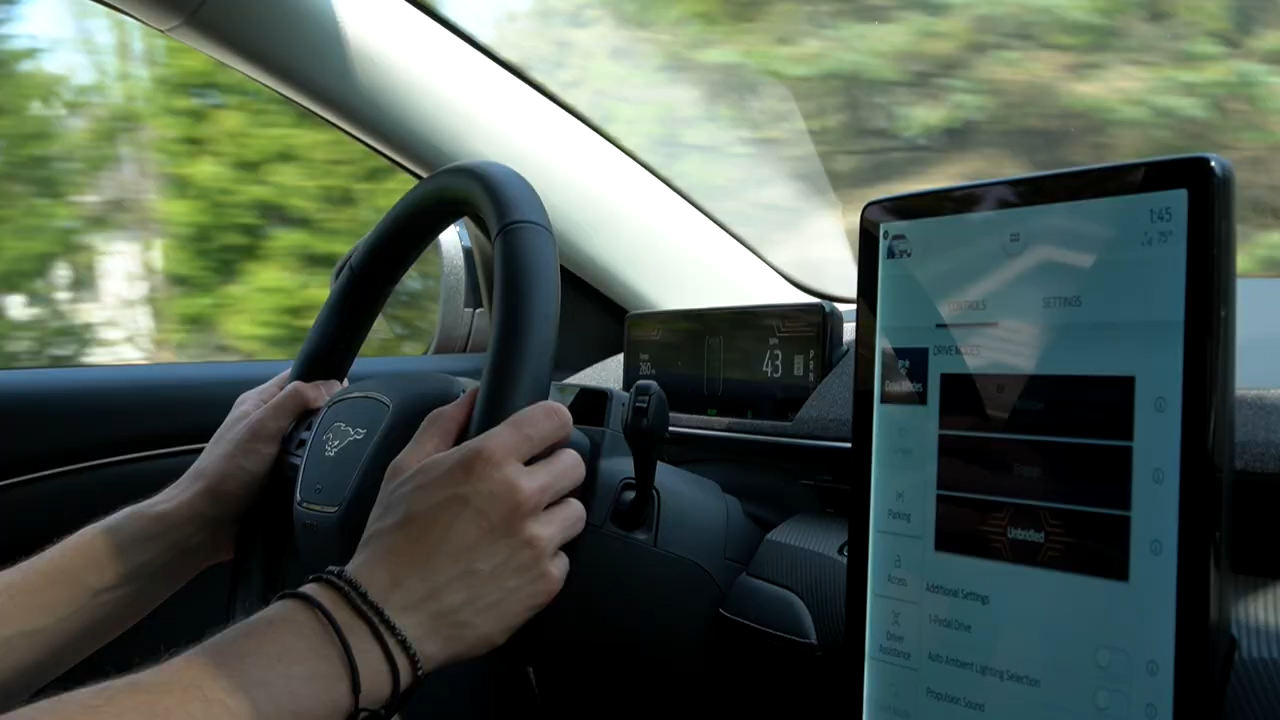 1:45
75°
CONTROLS
SETTINGS
DRIVE MODES
Drive Modes
Engage
Unbridled
Parking
Access
Driver
Assistance
Additional Settings
1-Pedal Drive
Auto Ambient Lighting Selection
Propulsion Sound
Range
260 mi
MPH
43
P
R
N